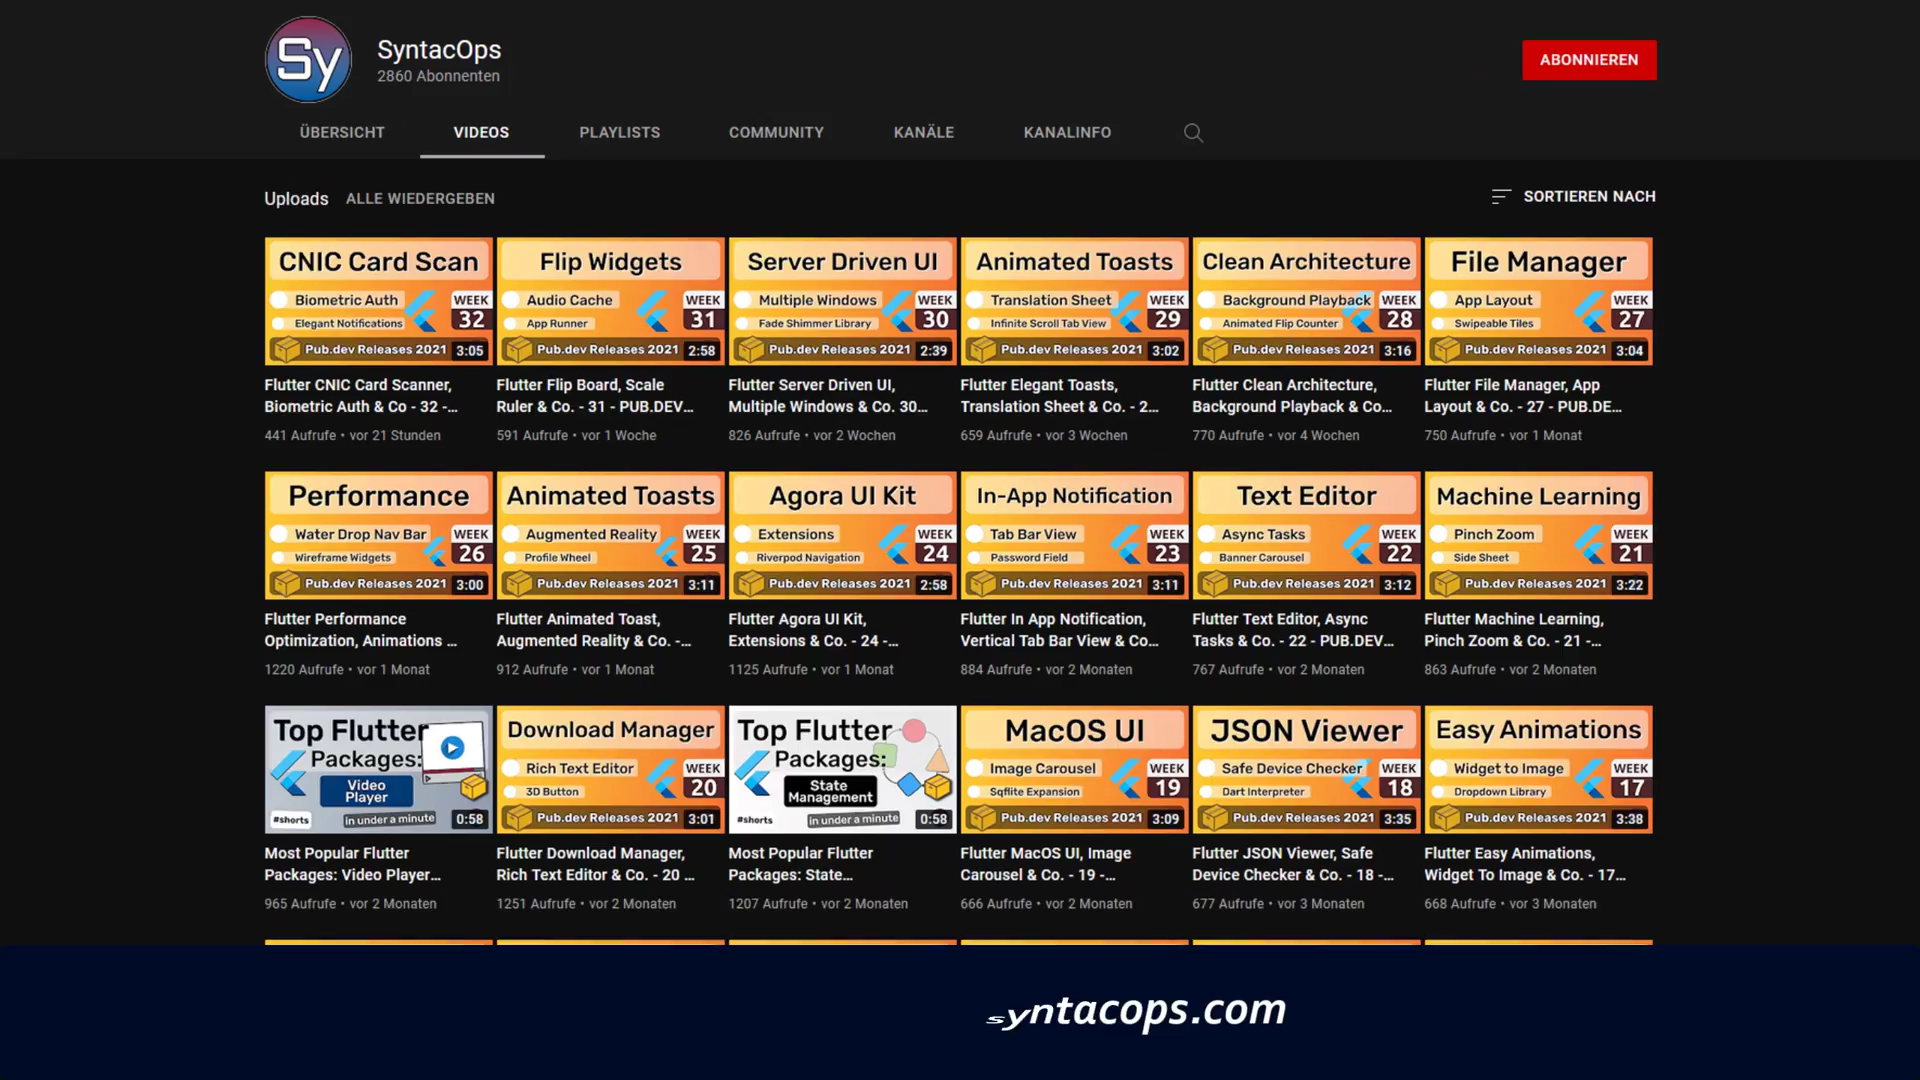 Sy
SyntacOps
2860 Abonnenten
ABONNIEREN
ÜBERSICHT VIDEOS PLAYLISTS COMMUNITY KANÄLE KANALINFO
Uploads ALLE WIEDERGEBEN
SORTIEREN NACH
CNIC Card Scan
Biometric Auth
Elegant Notifications
WEEK
32
Pub.dev Releases 2021 3:05
Flutter CNIC Card Scanner,
Biometric Auth & Co - 32 -...
441 Aufrufe • vor 21 Stunden
Flip Widgets
Audio Cache
App Runner
WEEK
31
Pub.dev Releases 2021 2:58
Flutter Flip Board, Scale
Ruler & Co. - 31 - PUB.DEV...
591 Aufrufe • vor 1 Woche
Server Driven UI
Multiple Windows
Fade Shimmer Library
WEEK
30
Pub.dev Releases 2021 2:39
Flutter Server Driven UI,
Multiple Windows & Co. 30...
826 Aufrufe • vor 2 Wochen
Animated Toasts
Translation Sheet
Infinite Scroll Tab View
WEEK
29
Pub.dev Releases 2021 3:02
Flutter Elegant Toasts,
Translation Sheet & Co. - 2...
659 Aufrufe • vor 3 Wochen
Clean Architecture
Background Playback
Animated Flip Counter
WEEK
28
Pub.dev Releases 2021 3:16
Flutter Clean Architecture,
Background Playback & Co...
770 Aufrufe • vor 4 Wochen
File Manager
App Layout
Swipeable Tiles
WEEK
27
Pub.dev Releases 2021 3:04
Flutter File Manager, App
Layout & Co. - 27 - PUB.DE...
750 Aufrufe • vor 1 Monat
Performance
Water Drop Nav Bar
Wireframe Widgets
WEEK
26
Pub.dev Releases 2021 3:00
Flutter Performance
Optimization, Animations ...
1220 Aufrufe • vor 1 Monat
Animated Toasts
Augmented Reality
Profile Wheel
WEEK
25
Pub.dev Releases 2021 3:11
Flutter Animated Toast,
Augmented Reality & Co. -...
912 Aufrufe • vor 1 Monat
Agora UI Kit
Extensions
Riverpod Navigation
WEEK
24
Pub.dev Releases 2021 2:58
Flutter Agora UI Kit,
Extensions & Co. - 24 -...
1125 Aufrufe • vor 1 Monat
In-App Notification
Tab Bar View
Password Field
WEEK
23
Pub.dev Releases 2021 3:11
Flutter In App Notification,
Vertical Tab Bar View & Co...
884 Aufrufe • vor 2 Monaten
Text Editor
Async Tasks
Banner Carousel
WEEK
22
Pub.dev Releases 2021 3:12
Flutter Text Editor, Async
Tasks & Co. - 22 - PUB.DEV...
767 Aufrufe • vor 2 Monaten
Machine Learning
Pinch Zoom
Side Sheet
WEEK
21
Pub.dev Releases 2021 3:22
Flutter Machine Learning,
Pinch Zoom & Co. - 21 -...
863 Aufrufe • vor 2 Monaten
Top Flutter
Packages:
Video
Player
#shorts in under a minute 0:58
Most Popular Flutter
Packages: Video Player...
965 Aufrufe • vor 2 Monaten
Download Manager
Rich Text Editor
3D Button
WEEK
20
Pub.dev Releases 2021 3:01
Flutter Download Manager,
Rich Text Editor & Co. - 20 ...
1251 Aufrufe • vor 2 Monaten
Top Flutter
Packages:
State
Management
#shorts in under a minute 0:58
Most Popular Flutter
Packages: State...
1207 Aufrufe • vor 2 Monaten
MacOS UI
Image Carousel
Sqflite Expansion
WEEK
19
Pub.dev Releases 2021 3:09
Flutter MacOS UI, Image
Carousel & Co. - 19 -...
666 Aufrufe • vor 2 Monaten
JSON Viewer
Safe Device Checker
Dart Interpreter
WEEK
18
Pub.dev Releases 2021 3:35
Flutter JSON Viewer, Safe
Device Checker & Co. - 18 -...
677 Aufrufe • vor 3 Monaten
Easy Animations
Widget to Image
Dropdown Library
WEEK
17
Pub.dev Releases 2021 3:38
Flutter Easy Animations,
Widget To Image & Co. - 17...
668 Aufrufe • vor 3 Monaten
syntacops.com